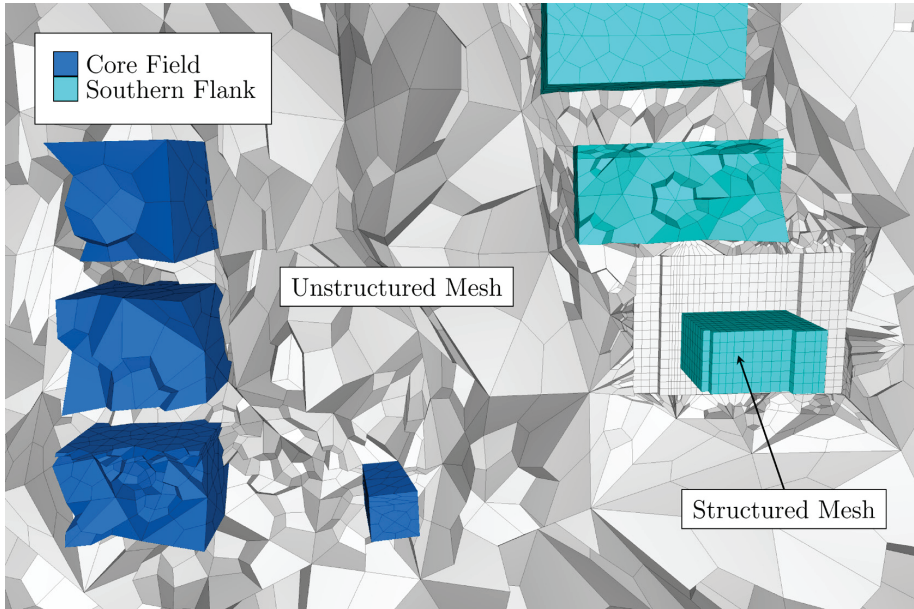 Core Field
Southern Flank
Unstructured Mesh
Structured Mesh